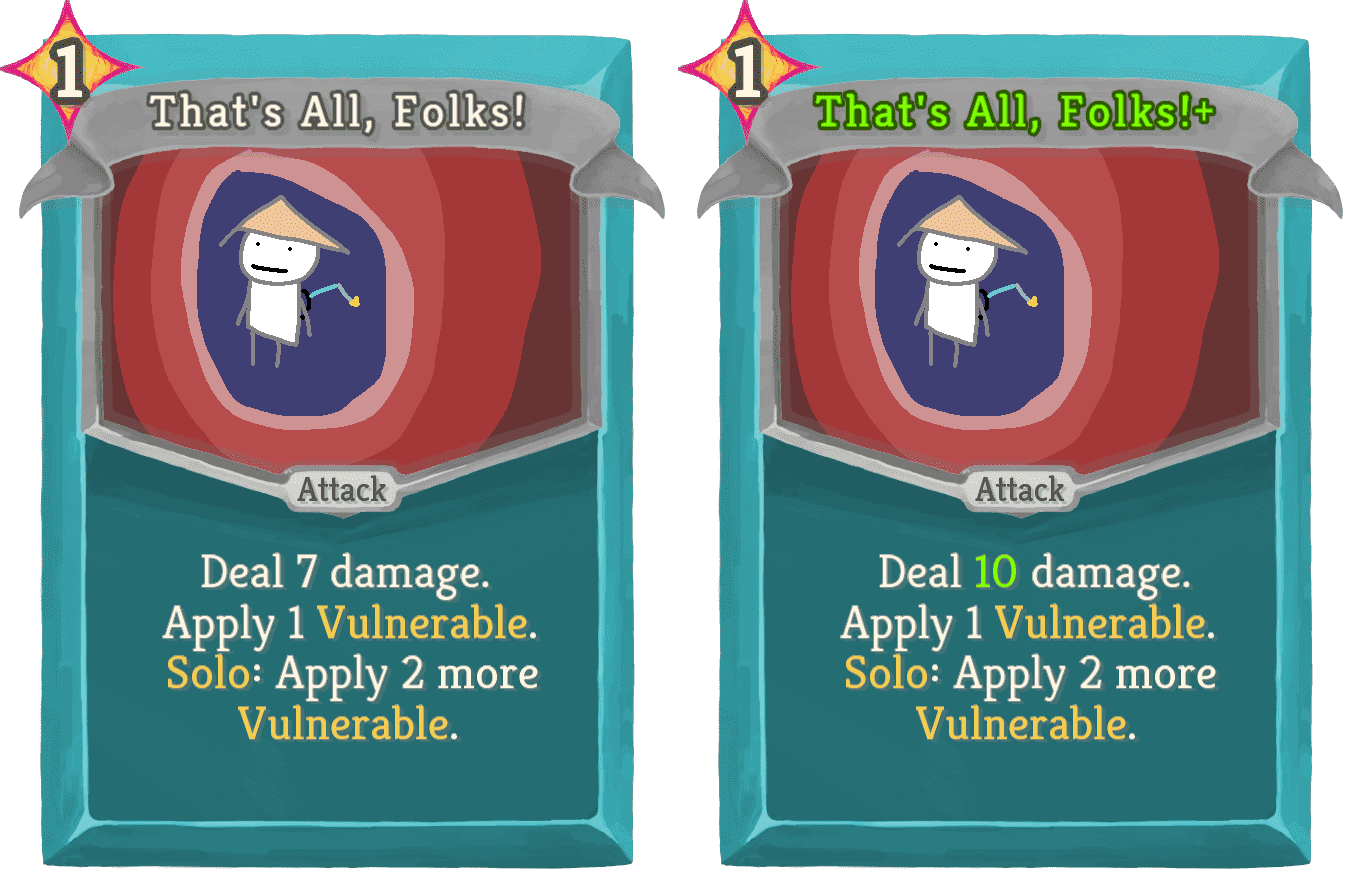 1
That's All, Folks!
Attack
Deal 7 damage.
Apply 1 Vulnerable.
Solo: Apply 2 more
Vulnerable.
1
That's All, Folks!+
Attack
Deal 10 damage.
Apply 1 Vulnerable.
Solo: Apply 2 more
Vulnerable.